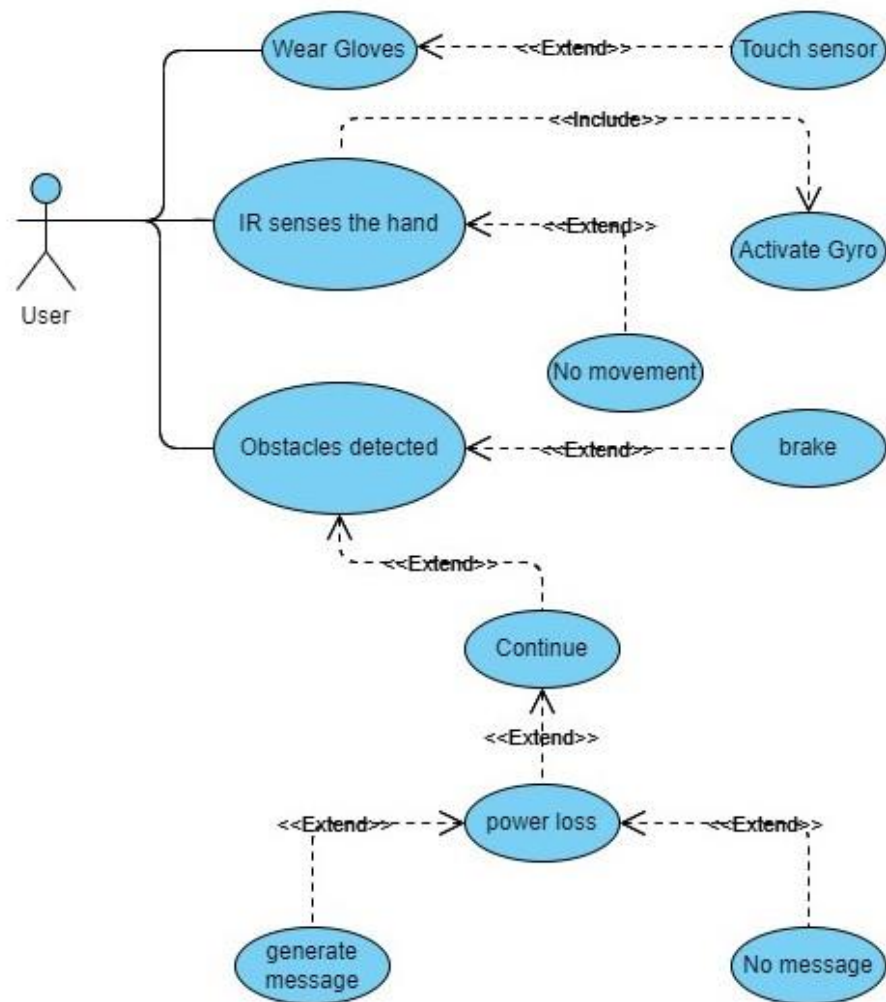 Wear Gloves
<<Extend>>
Touch sensor
<<Include>>
IR senses the hand
<<Extend>>
Activate Gyro
User
No movement
Obstacles detected
<<Extend>>
brake
<<Extend>>
Continue
<<Extend>>
<<Extend>>
power loss
<<Extend>>
generate
message
No message